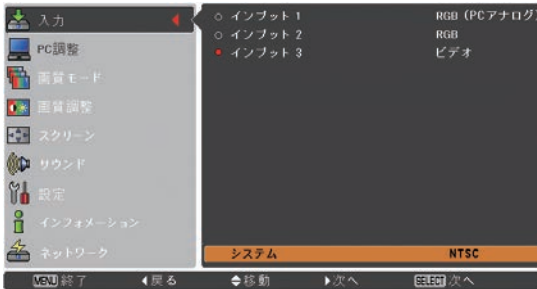 入力
PC調整
画質モード
画質調整
スクリーン
サウンド
設定
インフォメーション
ネットワーク
インプット 1 RGB (PCアナログ)
インプット 2 RGB
インプット 3 ビデオ
システム NTSC
MENU 終了 戻る 移動 次へ SELECT 次へ